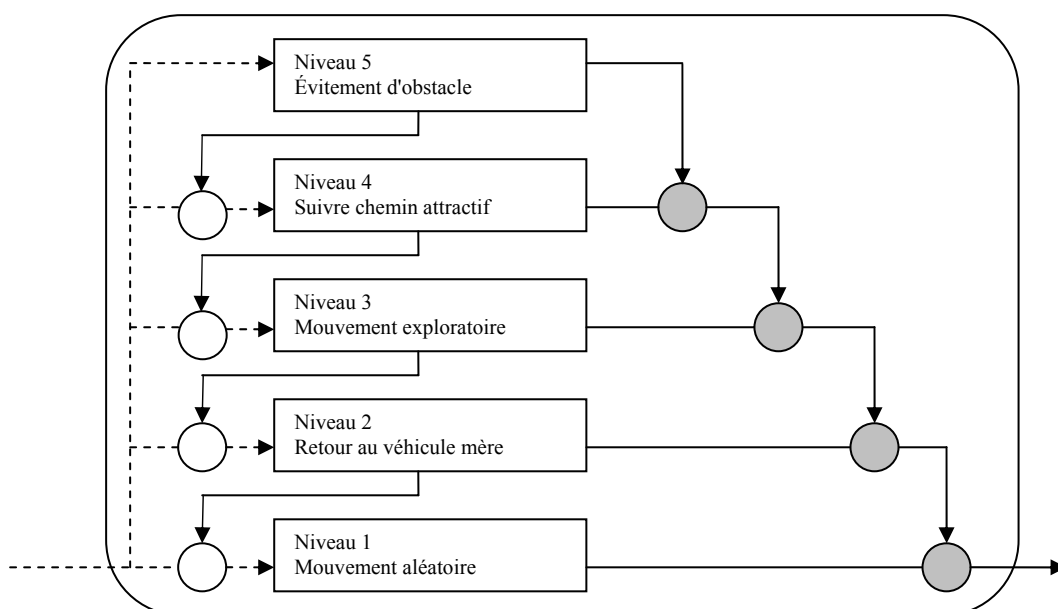 Niveau 5
Évitement d'obstacle
Niveau 4
Suivre chemin attractif
Niveau 3
Mouvement exploratoire
Niveau 2
Retour au véhicule mère
Niveau 1
Mouvement aléatoire